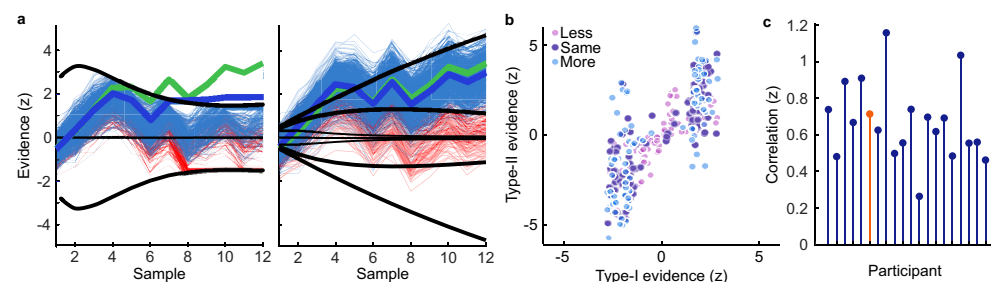 a
Evidence (z)
4
2
0
-2
-4
2 4 6 8 10 12
Sample
2 4 6 8 10 12
Sample
b
Less
Same
More
Type-II evidence (z)
5
0
-5
-5 0 5
Type-I evidence (z)
c
Correlation (z)
1.2
1
0.8
0.6
0.4
0.2
0
Participant